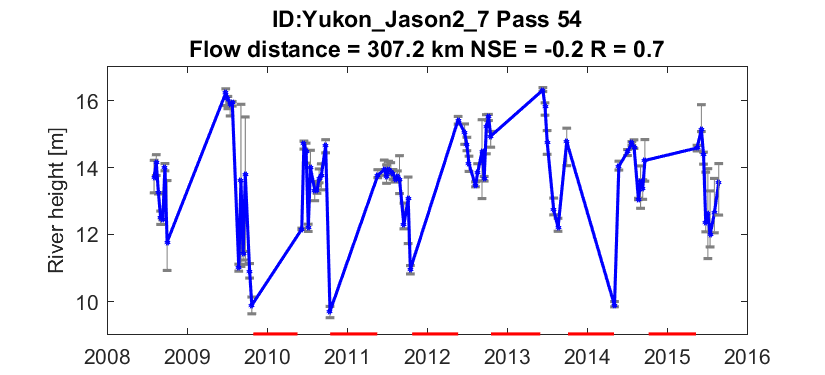 ID:Yukon_Jason2_7 Pass 54
Flow distance = 307.2 km NSE = -0.2 R = 0.7
River height [m]
16
14
12
10
2008 2009 2010 2011 2012 2013 2014 2015 2016